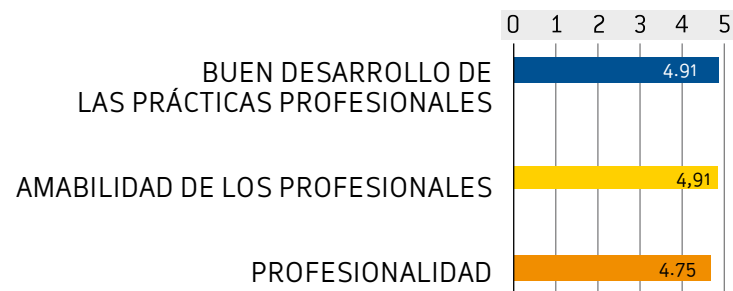 0 1 2 3 4 5
BUEN DESARROLLO DE
LAS PRÁCTICAS PROFESIONALES
4.91
AMABILIDAD DE LOS PROFESIONALES
4,91
PROFESIONALIDAD
4.75